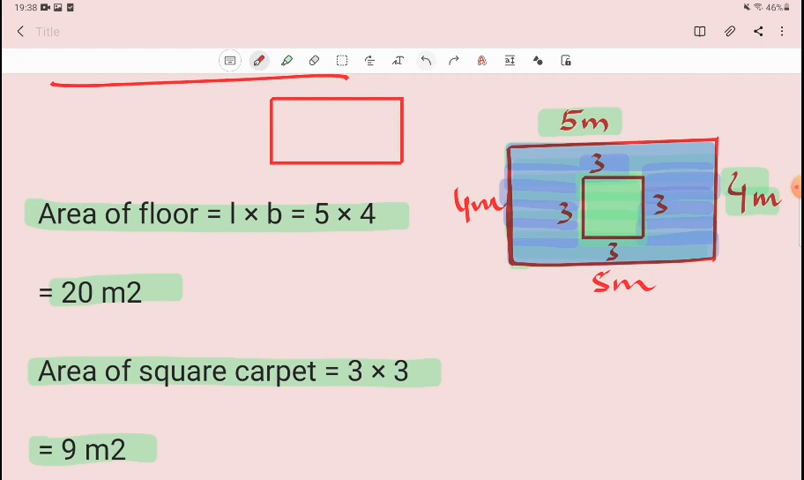 19:38
46%
Title
5m
3
4m
3
3
4m
3
5m
Area of floor = l × b = 5 × 4
= 20 m2
Area of square carpet = 3 × 3
= 9 m2